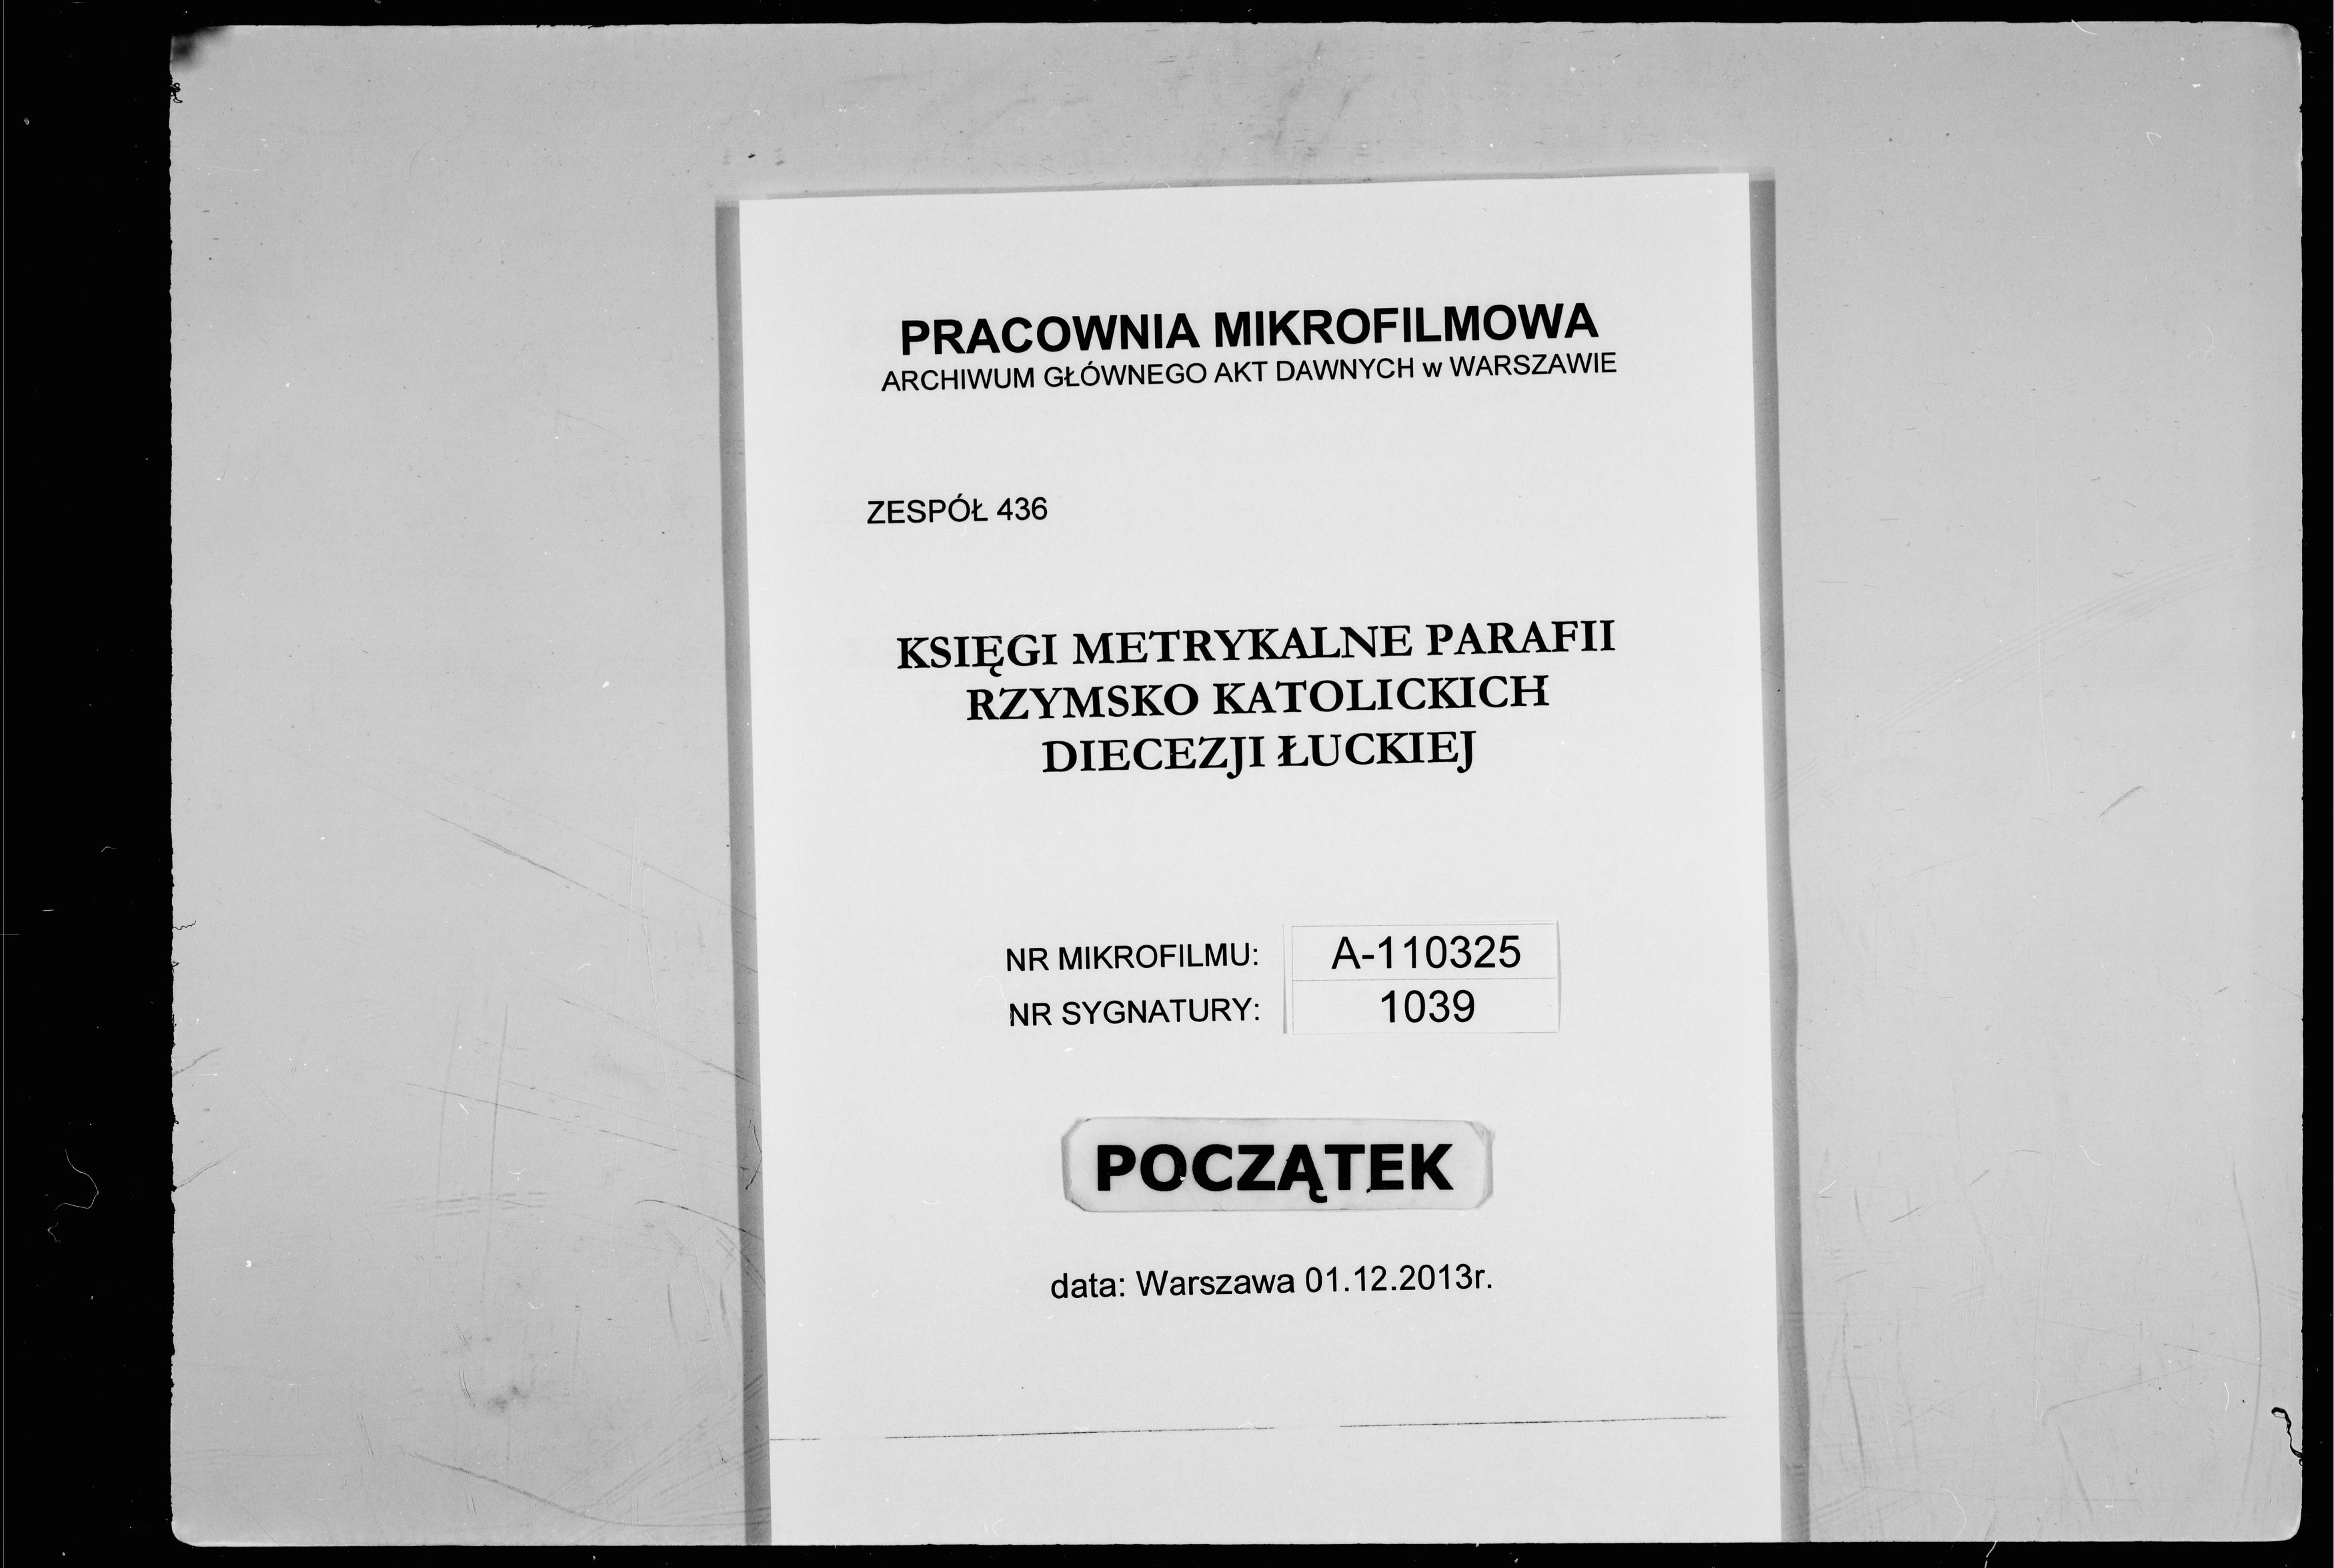 PRACOWNIA MIKROFILMOWA
ARCHIWUM GŁÓWNEGO AKT DAWNYCH w WARSZAWIE
ZESPÓŁ 436
KSIĘGI METRYKALNE PARAFII
RZYMSKO KATOLICKICH
DIECEZJI ŁUCKIEJ
NR MIKROFILMU: A-110325
NR SYGNATURY: 1039
POCZĄTEK
data: Warszawa 01.12.2013r.